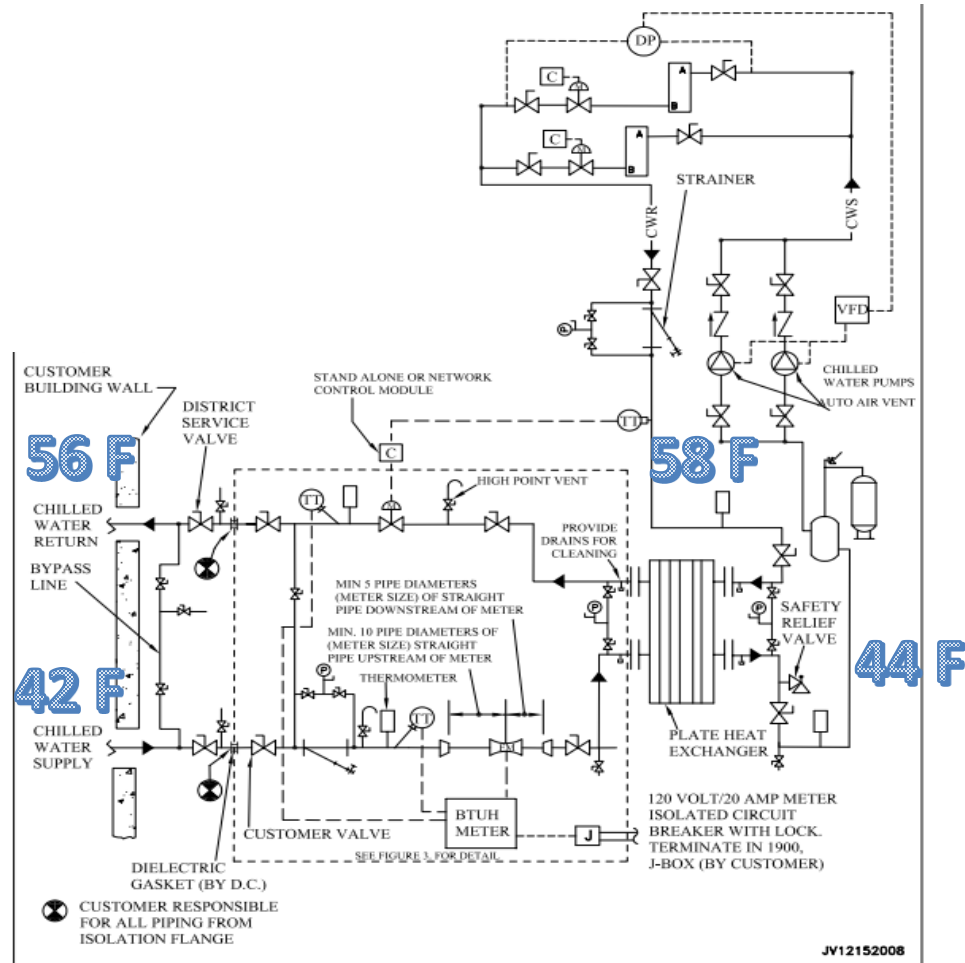 DP
C
M
A
B
C
M
A
B
STRAINER
CWR
CWS
VFD
P
CHILLED
WATER PUMPS
AUTO AIR VENT
CUSTOMER
BUILDING WALL
STAND ALONE OR NETWORK
CONTROL MODULE
DISTRICT
SERVICE
VALVE
TT
C
56 F
58 F
TT
M
HIGH POINT VENT
CHILLED
WATER
RETURN
PROVIDE
DRAINS FOR
CLEANING
BYPASS
LINE
MIN 5 PIPE DIAMETERS
(METER SIZE) OF STRAIGHT
PIPE DOWNSTREAM OF METER
P
P
SAFETY
RELIEF
VALVE
MIN. 10 PIPE DIAMETERS OF
(METER SIZE) STRAIGHT
PIPE UPSTREAM OF METER
P
THERMOMETER
42 F
44 F
TT
CHILLED
WATER
SUPPLY
PLATE HEAT
EXCHANGER
BTUH
METER
J
CUSTOMER VALVE
SEE FIGURE 3, FOR DETAIL
120 VOLT/20 AMP METER
ISOLATED CIRCUIT
BREAKER WITH LOCK.
TERMINATE IN 1900,
J-BOX (BY CUSTOMER)
DIELECTRIC
GASKET (BY D.C.)
CUSTOMER RESPONSIBLE
FOR ALL PIPING FROM
ISOLATION FLANGE
JV12152008